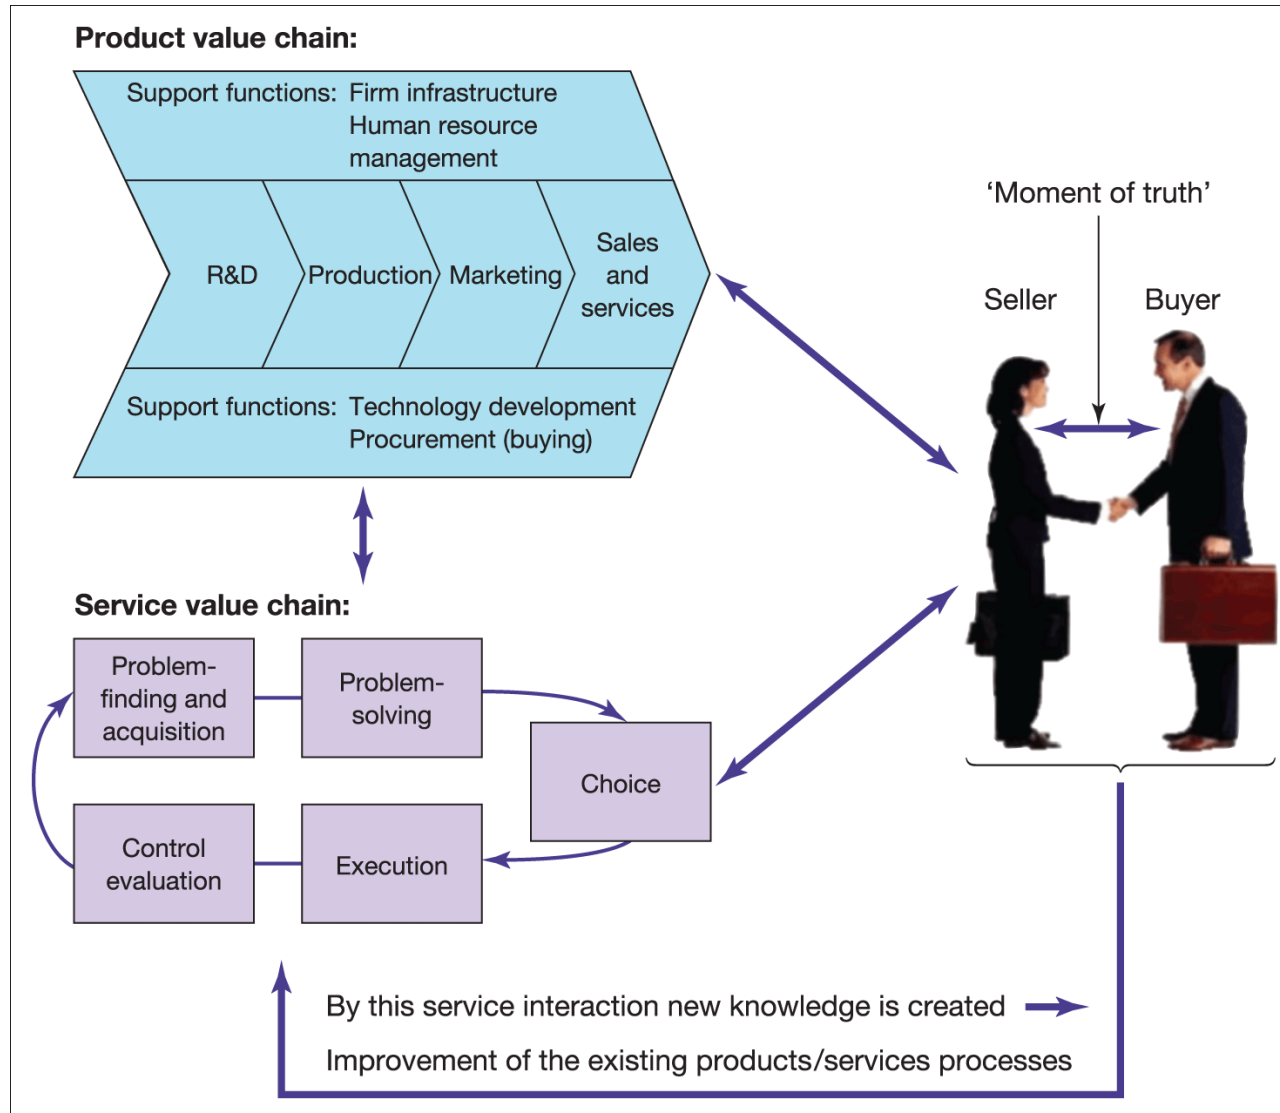 Product value chain:
Support functions: Firm infrastructure
Human resource
management
R&D
Production
Marketing
Sales
and
services
Support functions: Technology development
Procurement (buying)
‘Moment of truth’
Seller
Buyer
Service value chain:
Problem-
finding and
acquisition
Problem-
solving
Choice
Control
evaluation
Execution
By this service interaction new knowledge is created
Improvement of the existing products/services processes